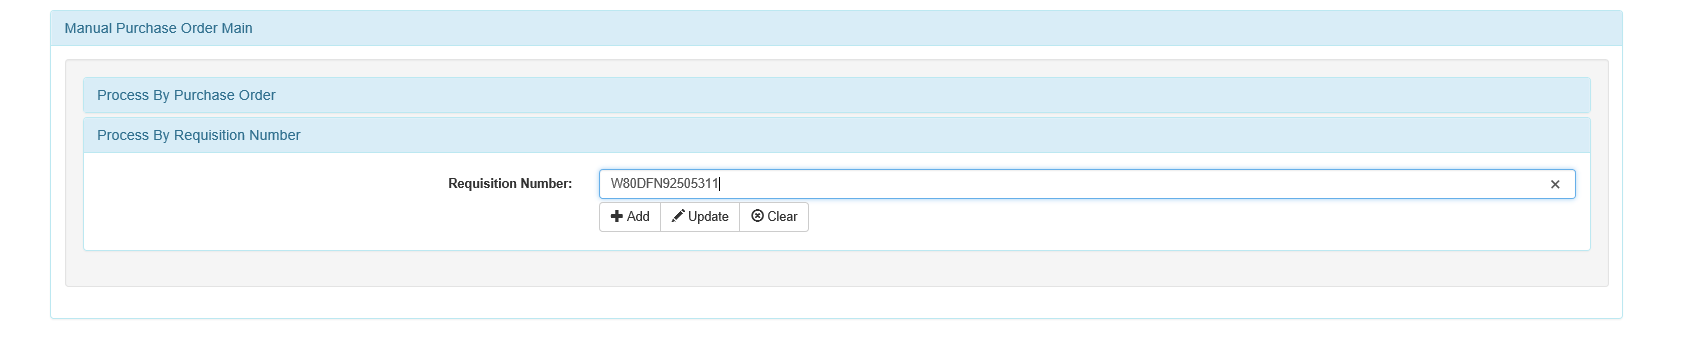 Manual Purchase Order Main
Process By Purchase Order
Process By Requisition Number
Requisition Number: W80DFN92505311
Add Update Clear